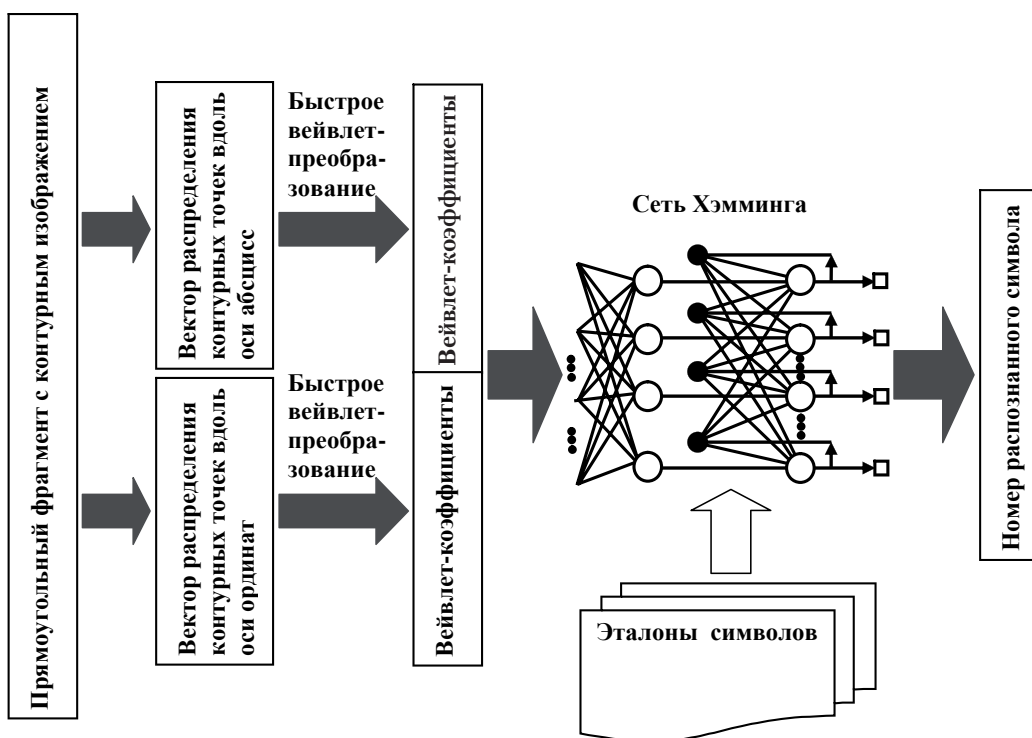 Прямоугольный фрагмент с контурным изображением
Вектор распределения
контурных точек вдоль
оси абсцисс
Быстрое
вейвлет-
преобра-
зование
Вейвлет-коэффициенты
Вектор распределения
контурных точек вдоль
оси ординат
Быстрое
вейвлет-
преобра-
зование
Вейвлет-коэффициенты
Сеть Хэмминга
Эталоны символов
Номер распознанного символа